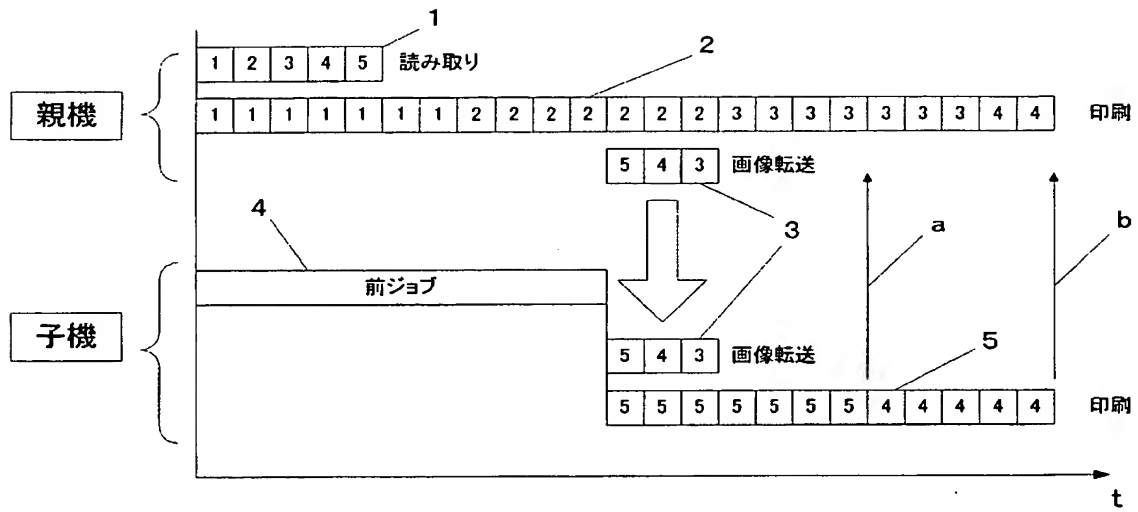 1
1 2 3 4 5 読み取り
2
親機
1 1 1 1 1 1 1 2 2 2 2 2 2 2 3 3 3 3 3 3 3 4 4 印刷
5 4 3 画像転送
4
3
a
b
前ジョブ
子機
5 4 3 画像転送
5
5 5 5 5 5 5 5 4 4 4 4 4 印刷
t